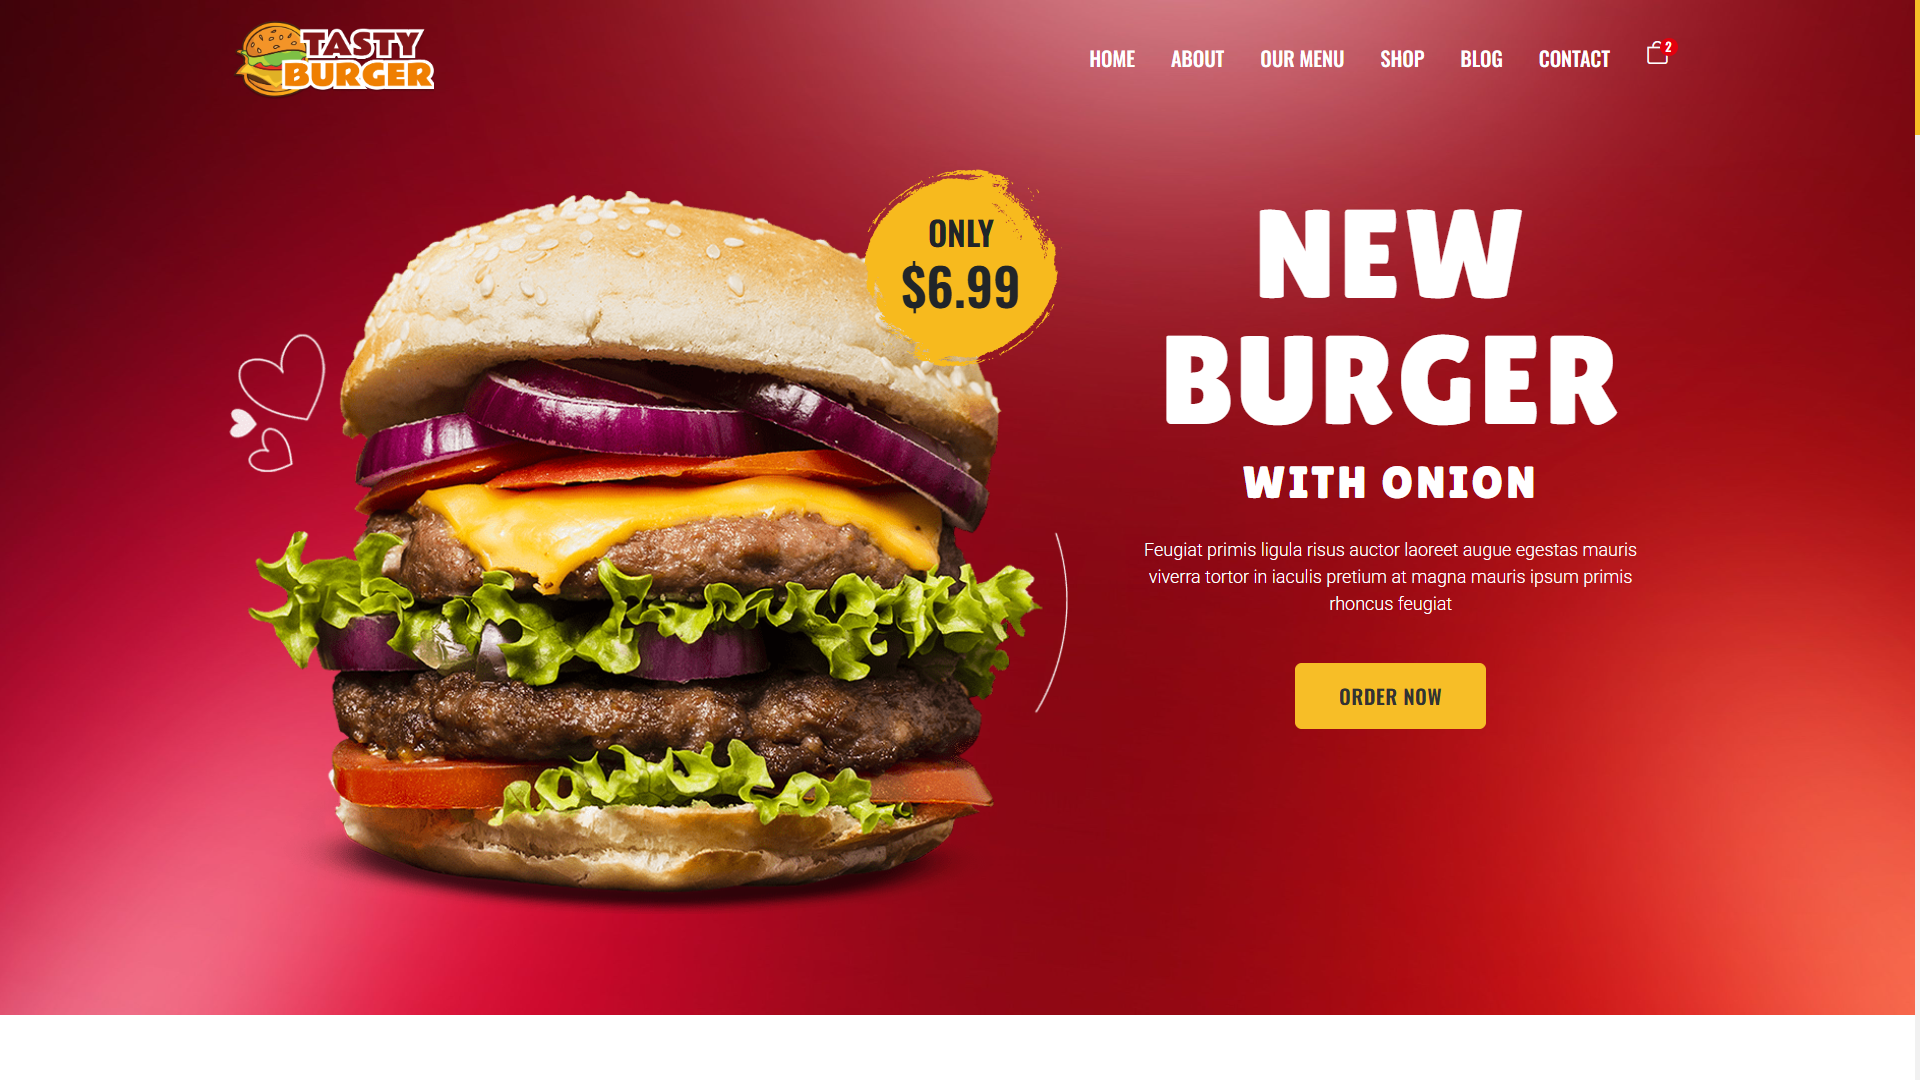 TASTY
BURGER
HOME ABOUT OUR MENU SHOP BLOG CONTACT 2
ONLY
$6.99
NEW
BURGER
WITH ONION
Feugiat primis ligula risus auctor laoreet augue egestas mauris
viverra tortor in iaculis pretium at magna mauris ipsum primis
rhoncus feugiat
ORDER NOW